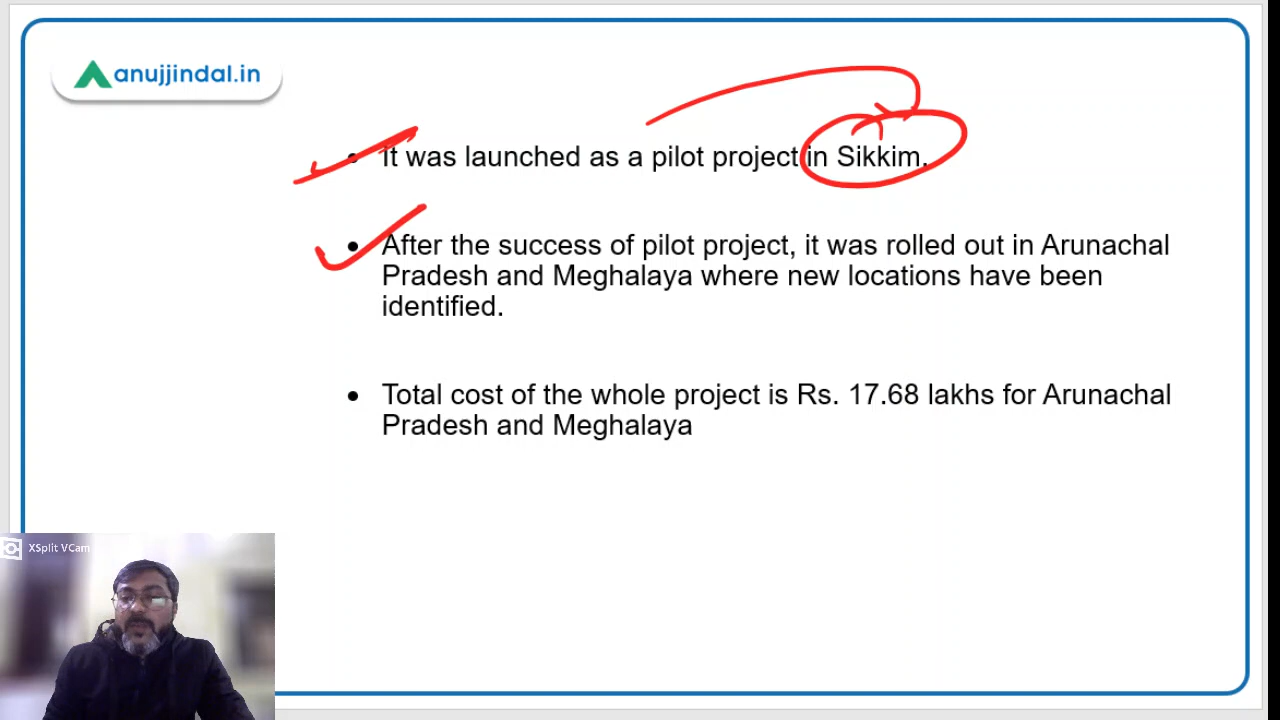 anujjindal.in
• It was launched as a pilot project in Sikkim.
• After the success of pilot project, it was rolled out in Arunachal
Pradesh and Meghalaya where new locations have been
identified.
• Total cost of the whole project is Rs. 17.68 lakhs for Arunachal
Pradesh and Meghalaya
XSplit VCam